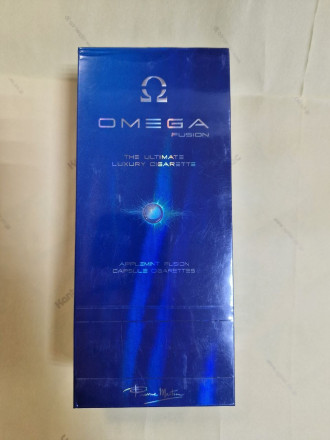 Ω
OMEGA
FUSION
THE ULTIMATE
LUXURY CIGARETTE
APPLEMINT FUSION
CAPSULE CIGARETTES